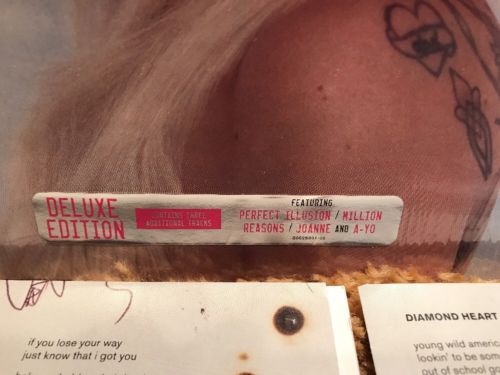 DELUXE
EDITION
CONTAINS THREE
ADDITIONAL TRACKS
FEATURING
PERFECT ILLUSION / MILLION
REASONS / JOANNE AND A-YO
if you lose your way
just know that i got you
DIAMOND HEART
young wild americ
lookin' to be som
out of school go